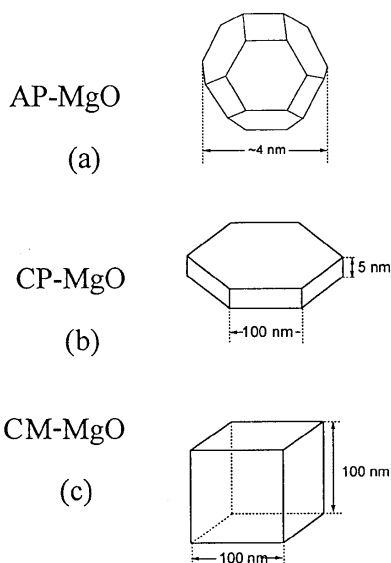 AP-MgO
(a)
~4 nm
CP-MgO
(b)
5 nm
100 nm
CM-MgO
(c)
100 nm
100 nm